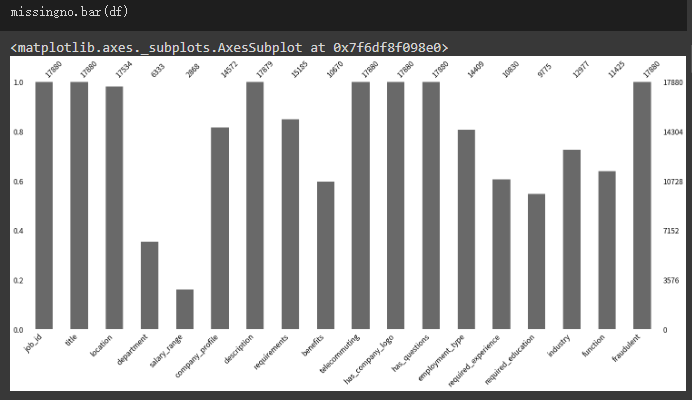 missingno.bar(df)
<matplotlib.axes._subplots.AxesSubplot at 0x7f6df8f098e0>
17880 17880 17534 6333 2868 14572 17879 15185 10670 17880 17880 17880 14409 10830 9775 12977 11425 17880
1.0 17880
0.8 14304
0.6 10728
0.4 7152
0.2 3576
0.0 0
job_id title location department salary_range company_profile description requirements benefits telecommuting has_company_logo has_questions employment_type required_experience required_education industry function fraudulent